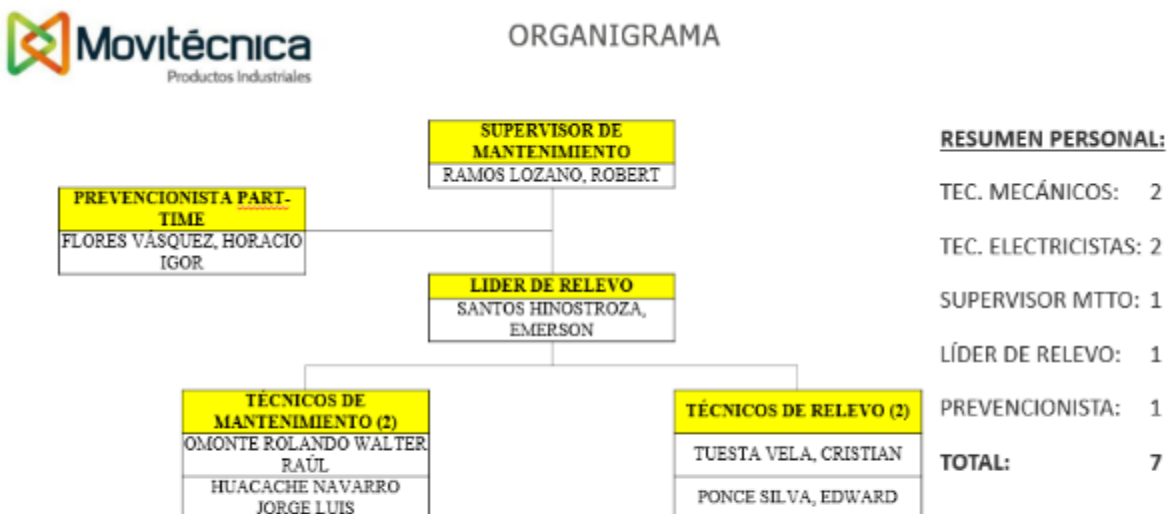 Movitécnica
Productos Industriales
ORGANIGRAMA
SUPERVISOR DE
MANTENIMIENTO
RAMOS LOZANO, ROBERT
PREVENCIONISTA PART-
TIME
FLORES VÁSQUEZ, HORACIO
IGOR
LIDER DE RELEVO
SANTOS HINOSTROZA,
EMERSON
TÉCNICOS DE
MANTENIMIENTO (2)
OMONTE ROLANDO WALTER
RAÚL
HUACACHE NAVARRO
JORGE LUIS
TÉCNICOS DE RELEVO (2)
TUESTA VELA, CRISTIAN
PONCE SILVA, EDWARD
RESUMEN PERSONAL:
TEC. MECÁNICOS: 2
TEC. ELECTRICISTAS: 2
SUPERVISOR MTTO: 1
LÍDER DE RELEVO: 1
PREVENCIONISTA: 1
TOTAL: 7